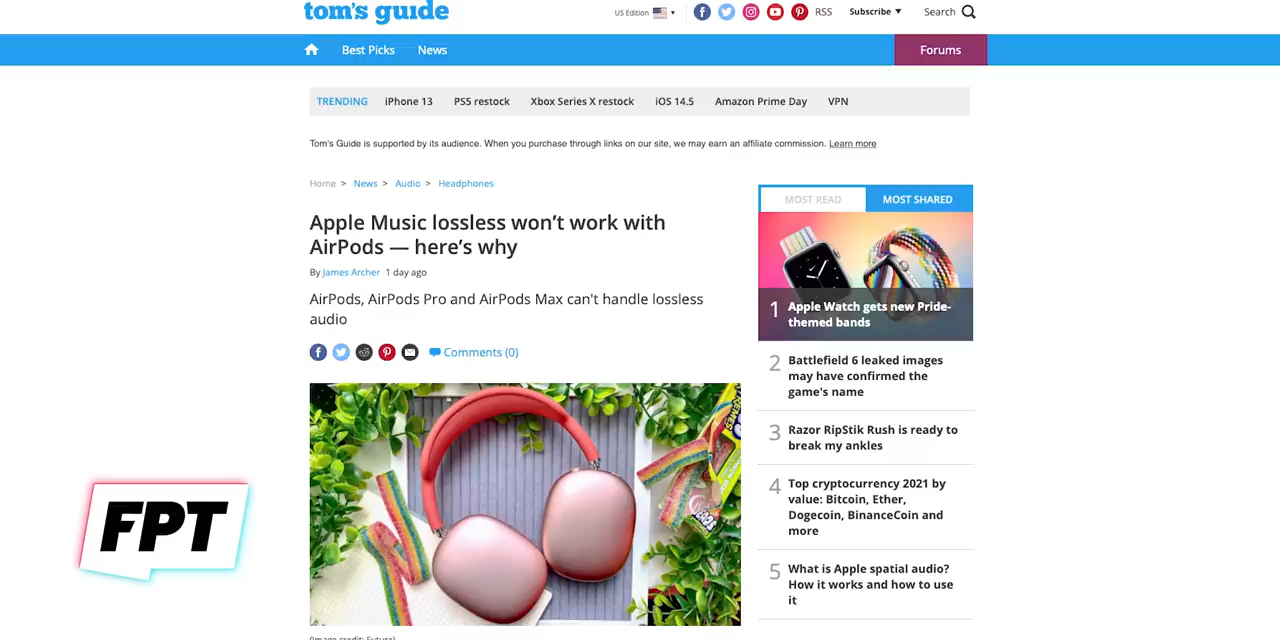 tom's guide
US Edition
RSS
Subscribe
Search
Best Picks
News
Forums
TRENDING
iPhone 13
PS5 restock
Xbox Series X restock
iOS 14.5
Amazon Prime Day
VPN
Tom's Guide is supported by its audience. When you purchase through links on our site, we may earn an affiliate commission. Learn more
Home > News > Audio > Headphones
Apple Music lossless won't work with
AirPods — here's why
By James Archer 1 day ago
AirPods, AirPods Pro and AirPods Max can't handle lossless
audio
Comments (0)
(Image credit: Future)
MOST READ
MOST SHARED
1 Apple Watch gets new Pride-
themed bands
2 Battlefield 6 leaked images
may have confirmed the
game's name
3 Razor RipStik Rush is ready to
break my ankles
4 Top cryptocurrency 2021 by
value: Bitcoin, Ether,
Dogecoin, BinanceCoin and
more
5 What is Apple spatial audio?
How it works and how to use
it
FPT